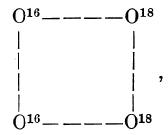 O¹⁶ — — — — — O¹⁸
O¹⁶ — — — — — O¹⁸ ,